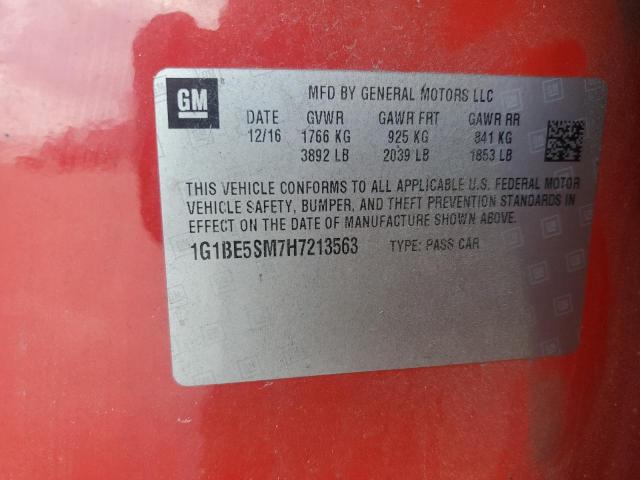 GM
MFD BY GENERAL MOTORS LLC
DATE GVWR GAWR FRT GAWR RR
12/16 1766 KG 925 KG 841 KG
3892 LB 2039 LB 1853 LB
THIS VEHICLE CONFORMS TO ALL APPLICABLE U.S. FEDERAL MOTOR
VEHICLE SAFETY, BUMPER, AND THEFT PREVENTION STANDARDS IN
EFFECT ON THE DATE OF MANUFACTURE SHOWN ABOVE.
1G1BE5SM7H7213563 TYPE: PASS CAR